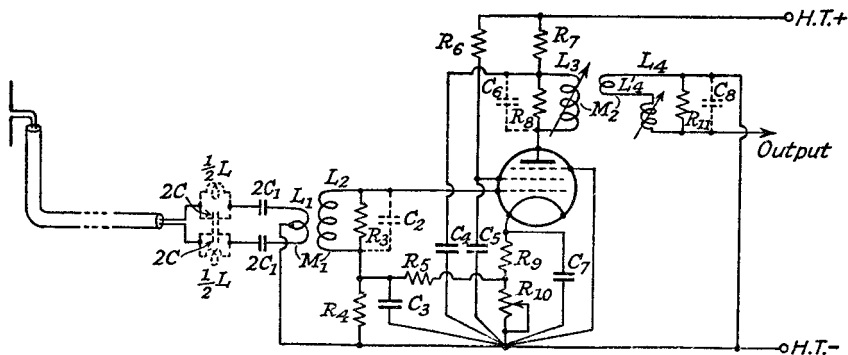 H.T.+
R6
R7
L3
L4
C6
R8
M2
L'4
R11
C8
Output
½L
2C
2C1
L1
L2
R3
C2
2C
2C1
M1
½L
C4
C5
R9
C7
R5
R10
R4
C3
H.T.-